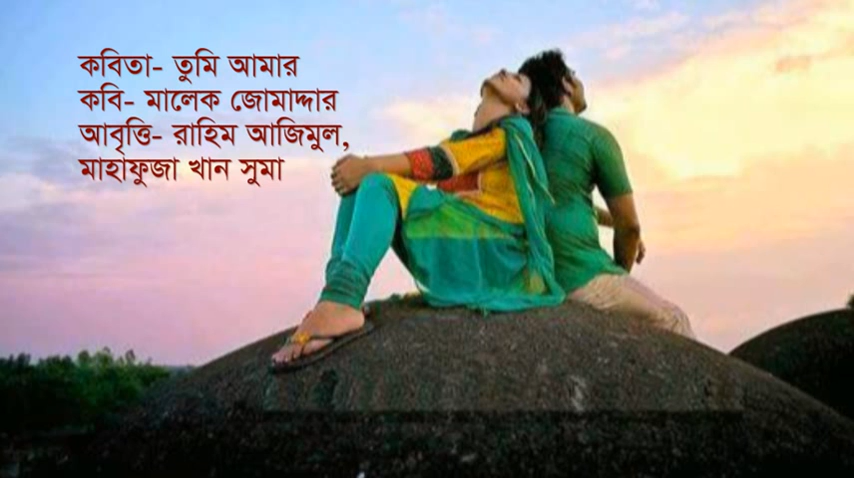 কবিতা- তুমি আমার
কবি- মালেক জোমাদ্দার
আবৃত্তি- রাহিম আজিমুল,
মাহাফুজা খান সুমা